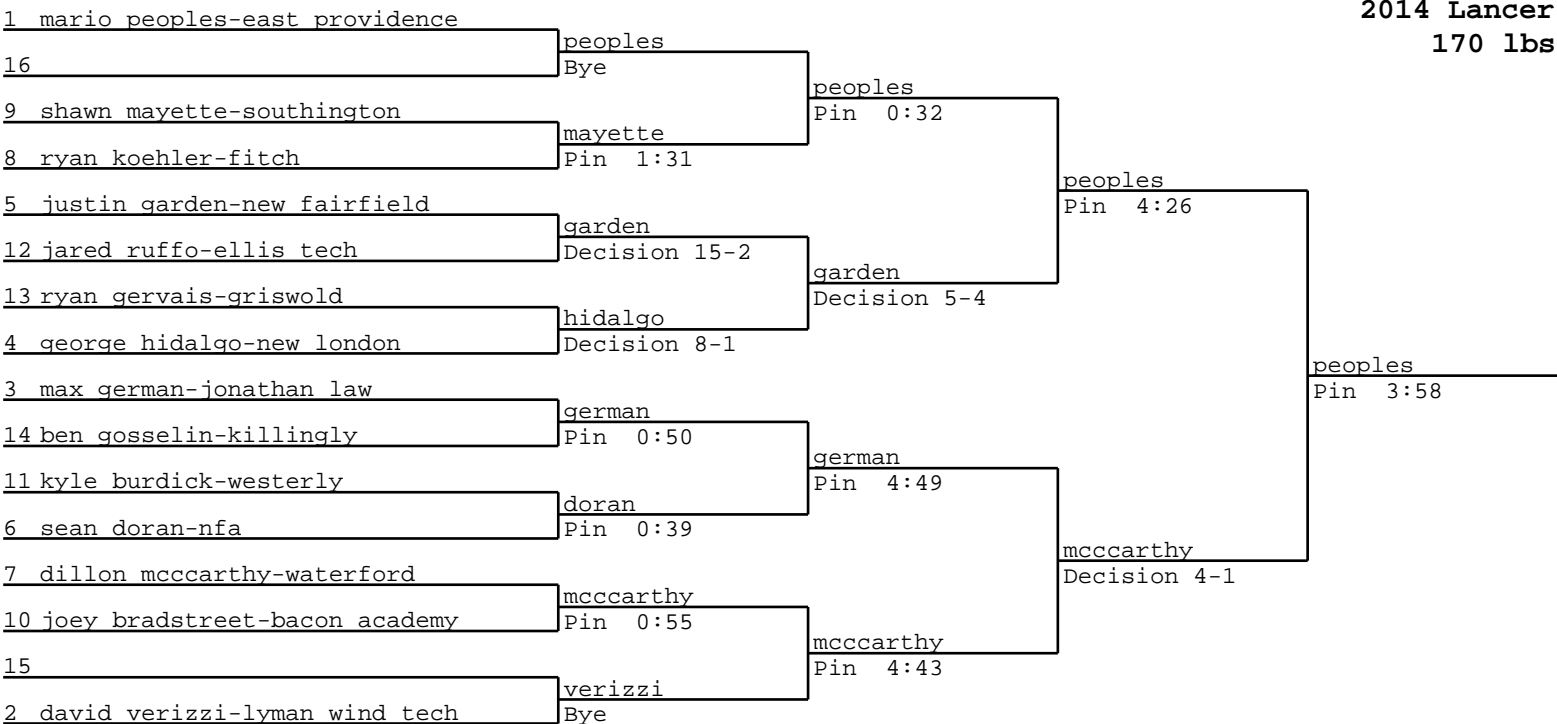 2014 Lancer
170 lbs
1 mario peoples-east providence
peoples
16
Bye
peoples
9 shawn mayette-southington
Pin 0:32
mayette
8 ryan koehler-fitch
Pin 1:31
peoples
5 justin garden-new fairfield
Pin 4:26
garden
12 jared ruffo-ellis tech
Decision 15-2
garden
13 ryan gervais-griswold
Decision 5-4
hidalgo
4 george hidalgo-new london
Decision 8-1
peoples
3 max german-jonathan law
Pin 3:58
german
14 ben gosselin-killingly
Pin 0:50
german
11 kyle burdick-westerly
Pin 4:49
doran
6 sean doran-nfa
Pin 0:39
mcccarthy
7 dillon mcccarthy-waterford
Decision 4-1
mcccarthy
10 joey bradstreet-bacon academy
Pin 0:55
mcccarthy
15
Pin 4:43
verizzi
2 david verizzi-lyman wind tech
Bye